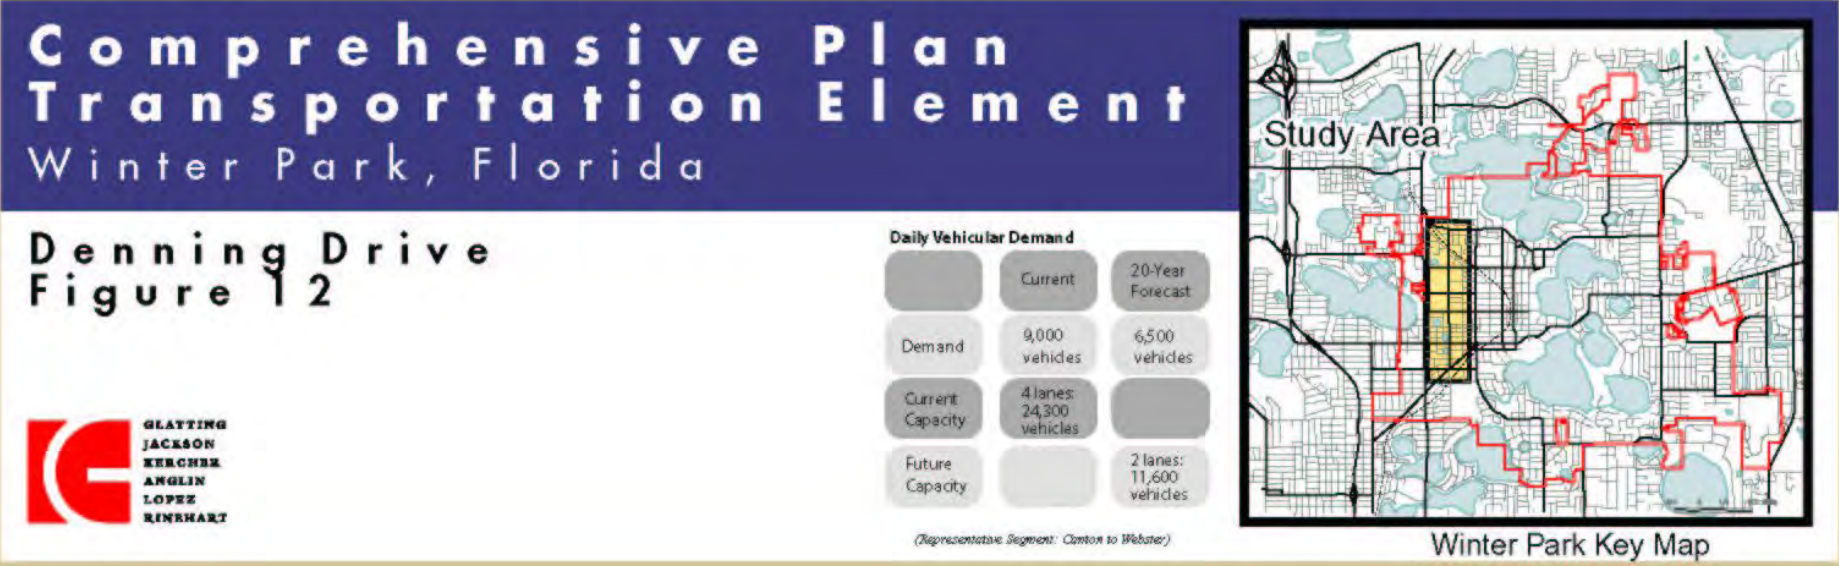 Comprehensive Plan
Transportation Element
Winter Park, Florida
Denning Drive
Figure 12
GLATTING
JACKSON
KERCHER
ANGLIN
LOPEZ
RINEHART
Daily Vehicular Demand
Current
20-Year
Forecast
Demand
9,000
vehicles
6,500
vehicles
Current
Capacity
4 lanes:
24,300
vehicles
Future
Capacity
2 lanes:
11,600
vehicles
(Representative Segment: Canton to Webster)
Study Area
Winter Park Key Map